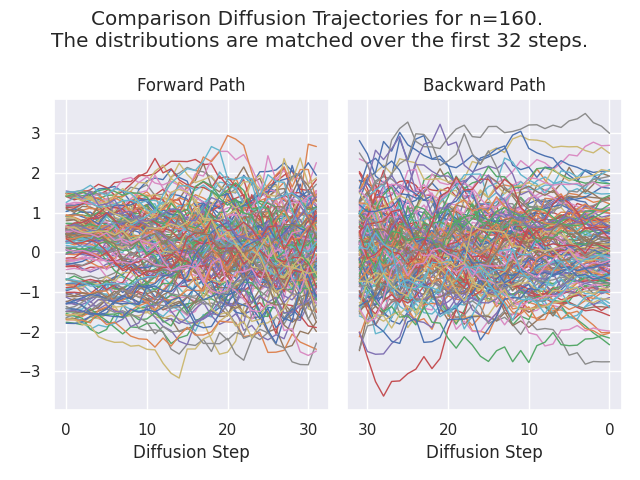 Comparison Diffusion Trajectories for n=160.
The distributions are matched over the first 32 steps.
Forward Path
Backward Path
3
2
1
0
−1
−2
−3
0 10 20 30
30 20 10 0
Diffusion Step
Diffusion Step